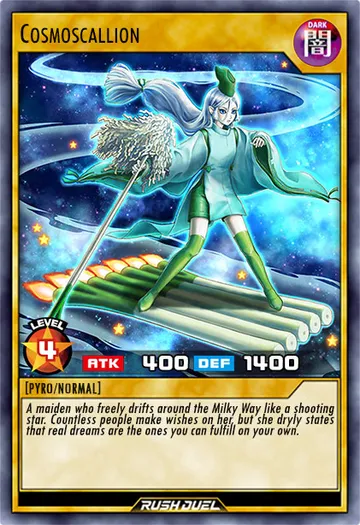 COSMOSCALLION
DARK
闇
LEVEL
4
ATK 400 DEF 1400
[PYRO/NORMAL]
A maiden who freely drifts around the Milky Way like a shooting
star. Countless people make wishes on her, but she dryly states
that real dreams are the ones you can fulfill on your own.
RUSH DUEL